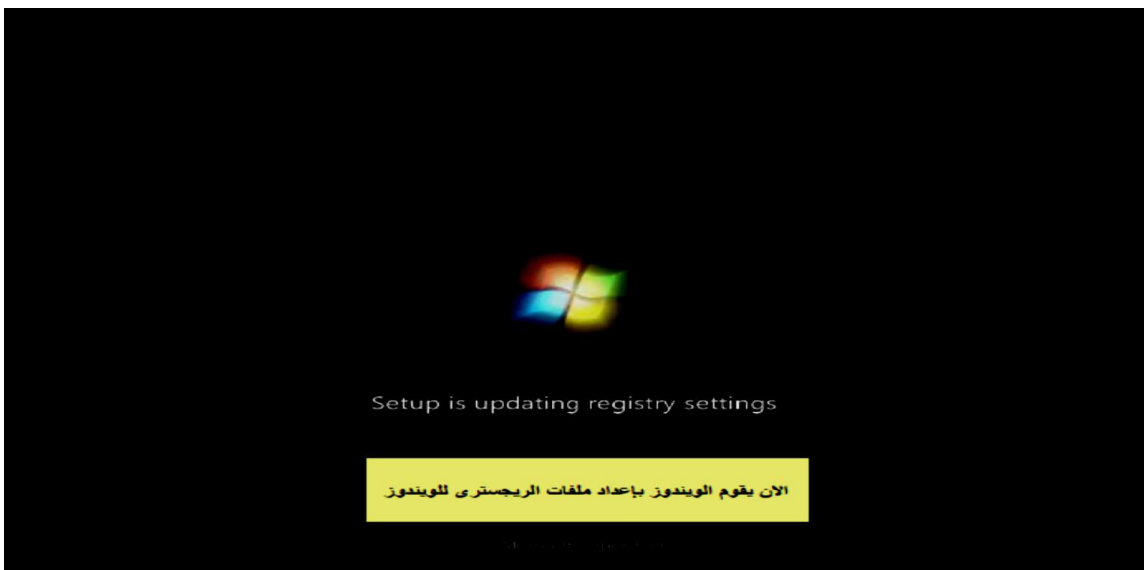 Setup is updating registry settings
الان يقوم الويندوز بإعداد ملفات الريجسترى للويندوز